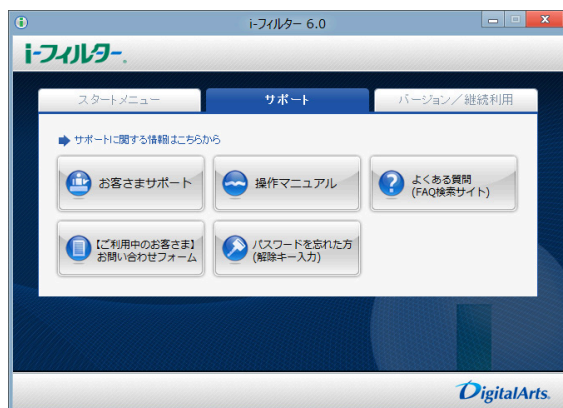 i-フィルター 6.0
i-フィルター.
スタートメニュー
サポート
バージョン／継続利用
サポートに関する情報はこちらから
お客さまサポート
操作マニュアル
よくある質問
(FAQ検索サイト)
【ご利用中のお客さま】
お問い合わせフォーム
パスワードを忘れた方
(解除キー入力)
DigitalArts.